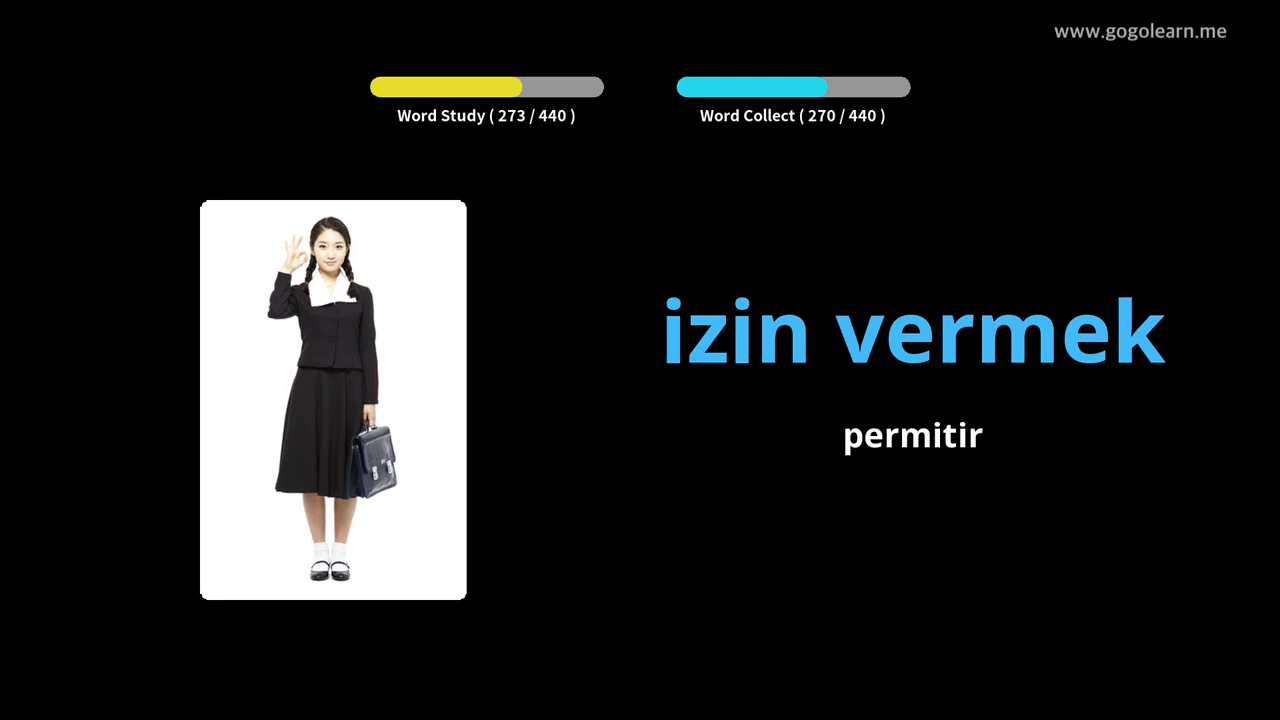 www.gogolearn.me
Word Study ( 273 / 440 )
Word Collect ( 270 / 440 )
izin vermek
permitir